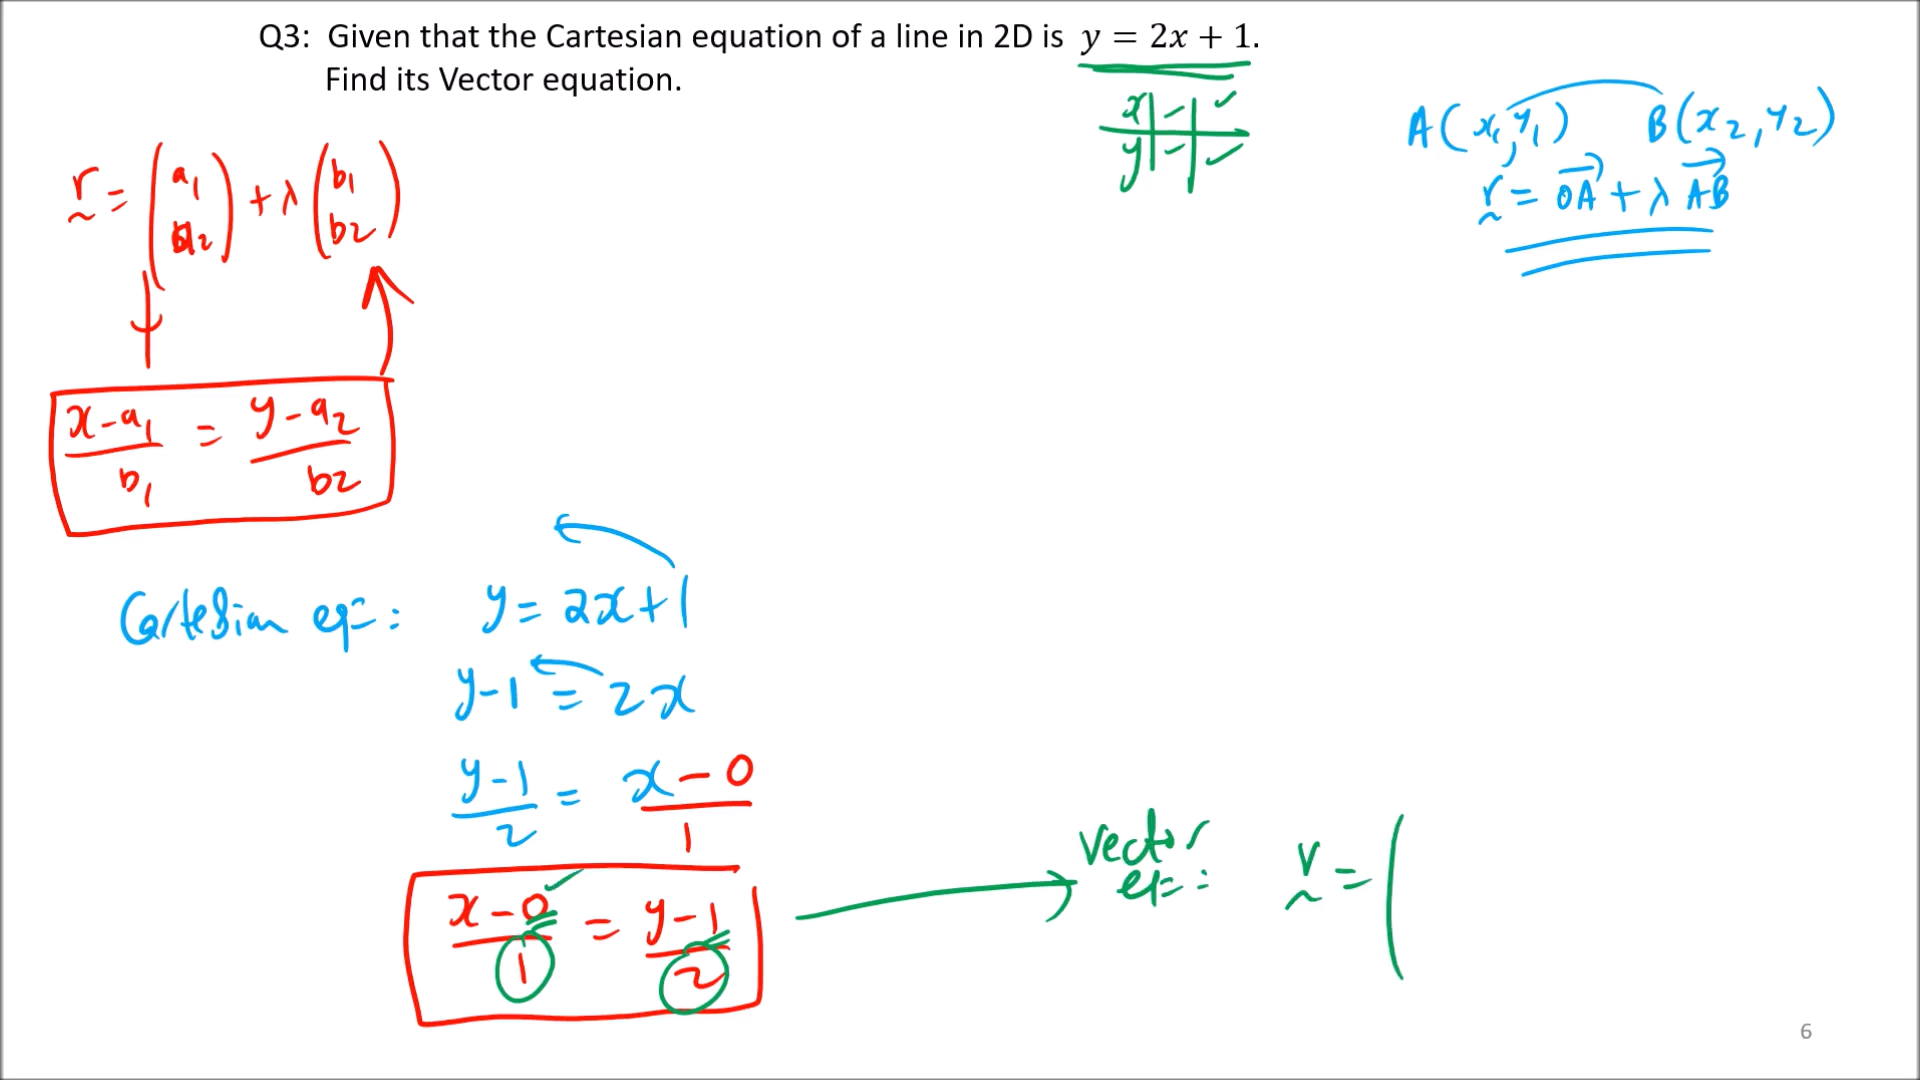 Q3: Given that the Cartesian equation of a line in 2D is y = 2x + 1.
Find its Vector equation.
x | – | ✓
y | – | ✓
A(x₁, y₁) B(x₂, y₂)
r = OA + λ AB
r = (a₁ a₂) + λ (b₁ b₂)
x-a₁/b₁ = y-a₂/b2
Cartesian eq=: y = 2x+1
y-1 = 2x
y-1/2 = x-0/1
x-0/1 = y-1/2
Vector eq=: r = (
6